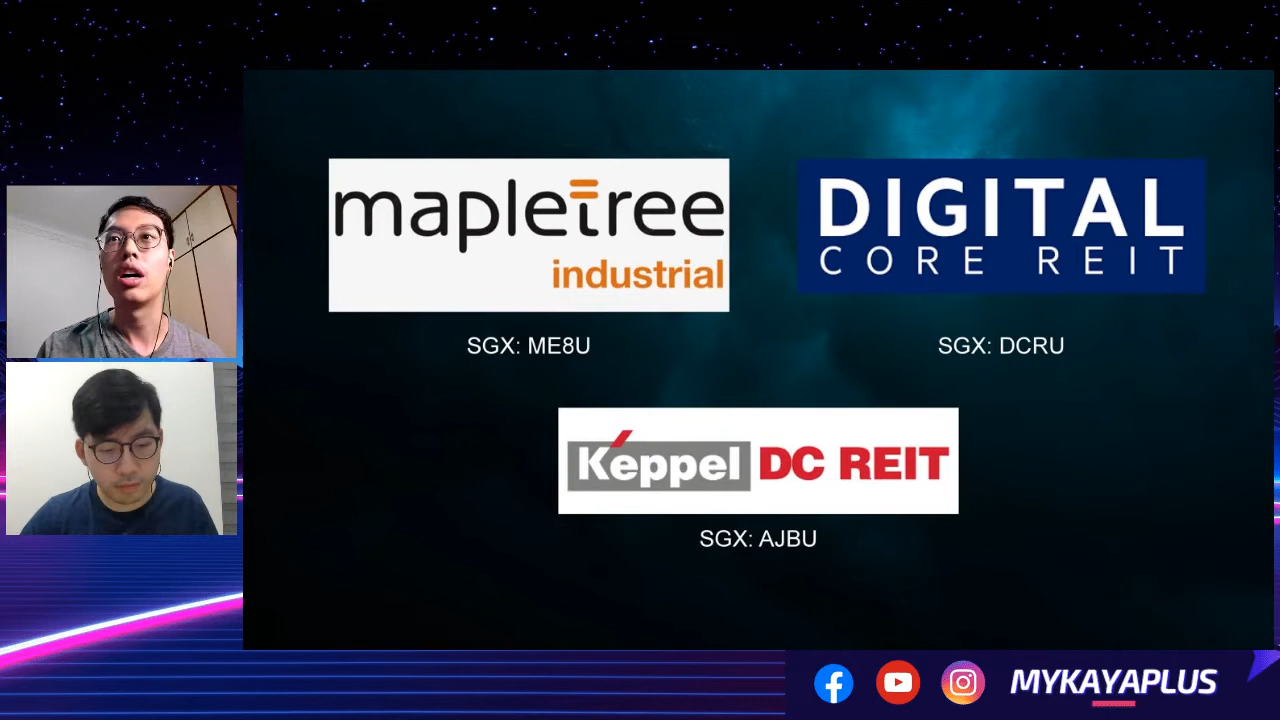 mapletree
industrial
SGX: ME8U
DIGITAL
CORE REIT
SGX: DCRU
Keppel DC REIT
SGX: AJBU
MYKAYAPLUS